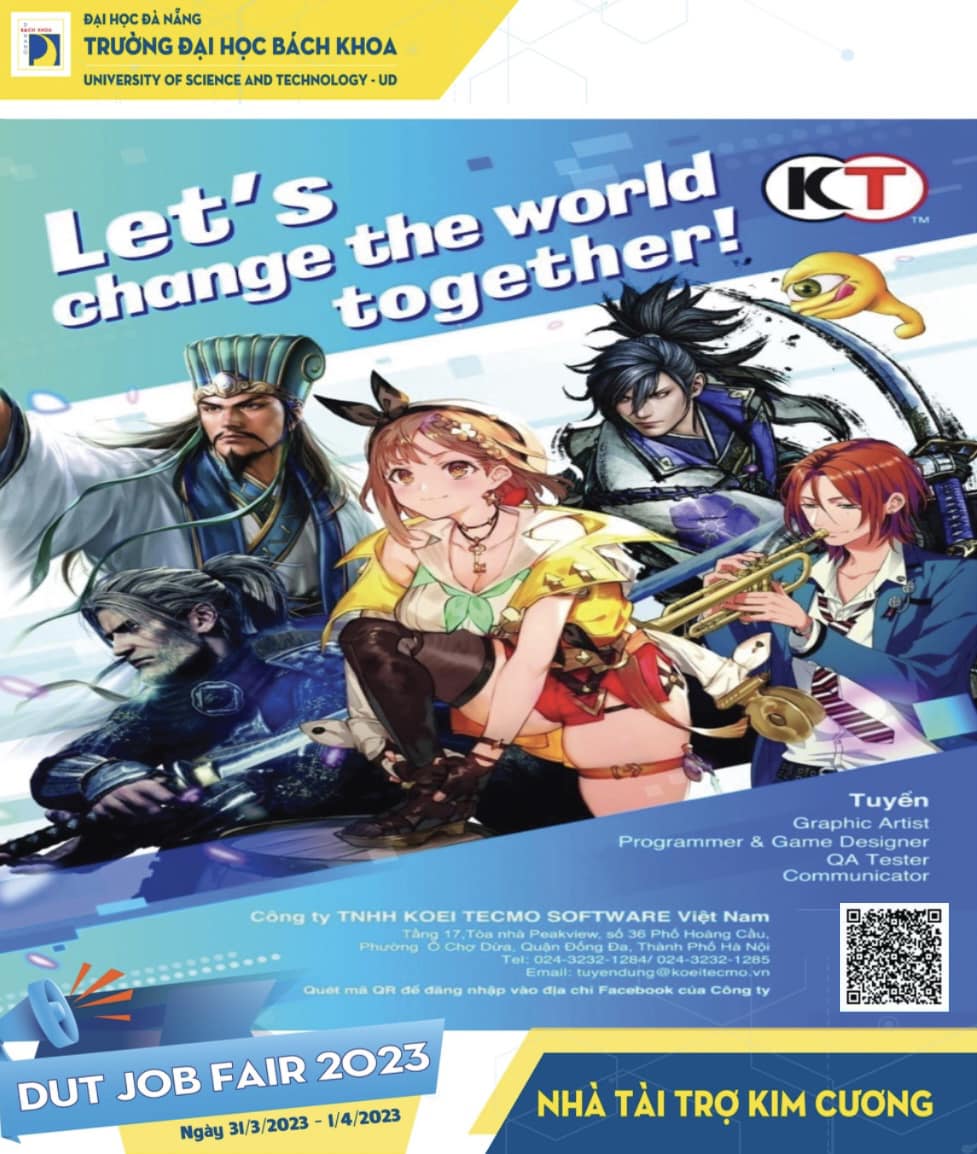 ĐẠI HỌC ĐÀ NẴNG
BÁCH KHOA
TRƯỜNG ĐẠI HỌC BÁCH KHOA
UNIVERSITY OF SCIENCE AND TECHNOLOGY - UD
Let's
change the world
together!
KT
TM
Tuyển
Graphic Artist
Programmer & Game Designer
QA Tester
Communicator
Công ty TNHH KOEI TECMO SOFTWARE Việt Nam
Tầng 17,Tòa nhà Peakview, số 36 Phố Hoàng Cầu,
Phường Ô Chợ Dừa, Quận Đống Đa, Thành Phố Hà Nội
Tel: 024-3232-1284/ 024-3232-1285
Email: tuyendung@koeitecmo.vn
Quét mã QR để đăng nhập vào địa chỉ Facebook của Công ty
DUT JOB FAIR 2023
Ngày 31/3/2023 - 1/4/2023
NHÀ TÀI TRỢ KIM CƯƠNG